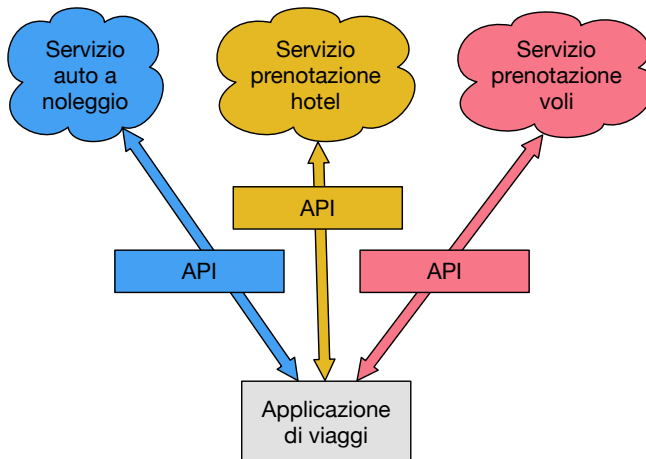 Servizio
auto a
noleggio
Servizio
prenotazione
hotel
Servizio
prenotazione
voli
API
API
API
Applicazione
di viaggi